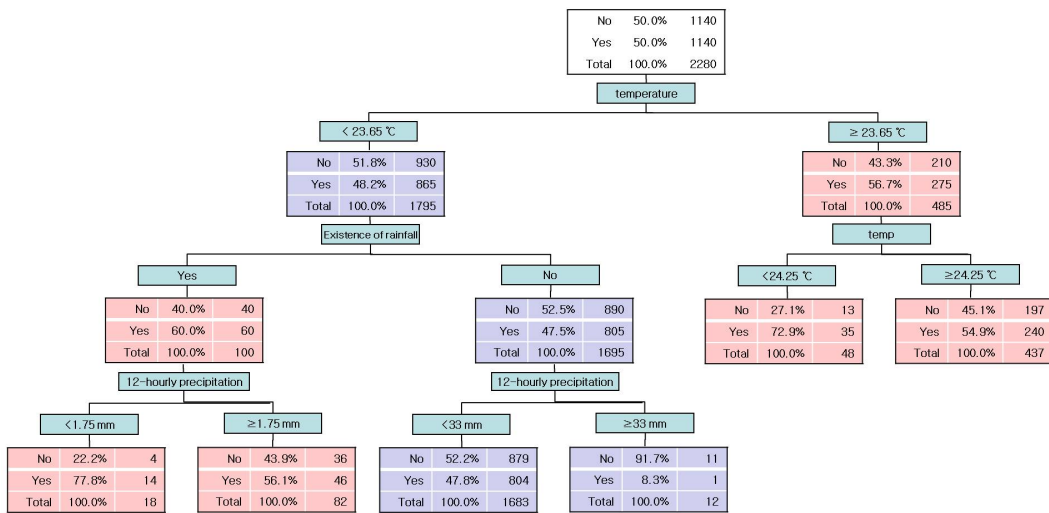 No 50.0% 1140
Yes 50.0% 1140
Total 100.0% 2280
temperature
< 23.65 ℃
≥ 23.65 ℃
No 51.8% 930
Yes 48.2% 865
Total 100.0% 1795
No 43.3% 210
Yes 56.7% 275
Total 100.0% 485
Existence of rainfall
temp
Yes
No
<24.25 ℃
≥24.25 ℃
No 40.0% 40
Yes 60.0% 60
Total 100.0% 100
No 52.5% 890
Yes 47.5% 805
Total 100.0% 1695
No 27.1% 13
Yes 72.9% 35
Total 100.0% 48
No 45.1% 197
Yes 54.9% 240
Total 100.0% 437
12-hourly precipitation
12-hourly precipitation
<1.75 mm
≥1.75 mm
<33 mm
≥33 mm
No 22.2% 4
Yes 77.8% 14
Total 100.0% 18
No 43.9% 36
Yes 56.1% 46
Total 100.0% 82
No 52.2% 879
Yes 47.8% 804
Total 100.0% 1683
No 91.7% 11
Yes 8.3% 1
Total 100.0% 12